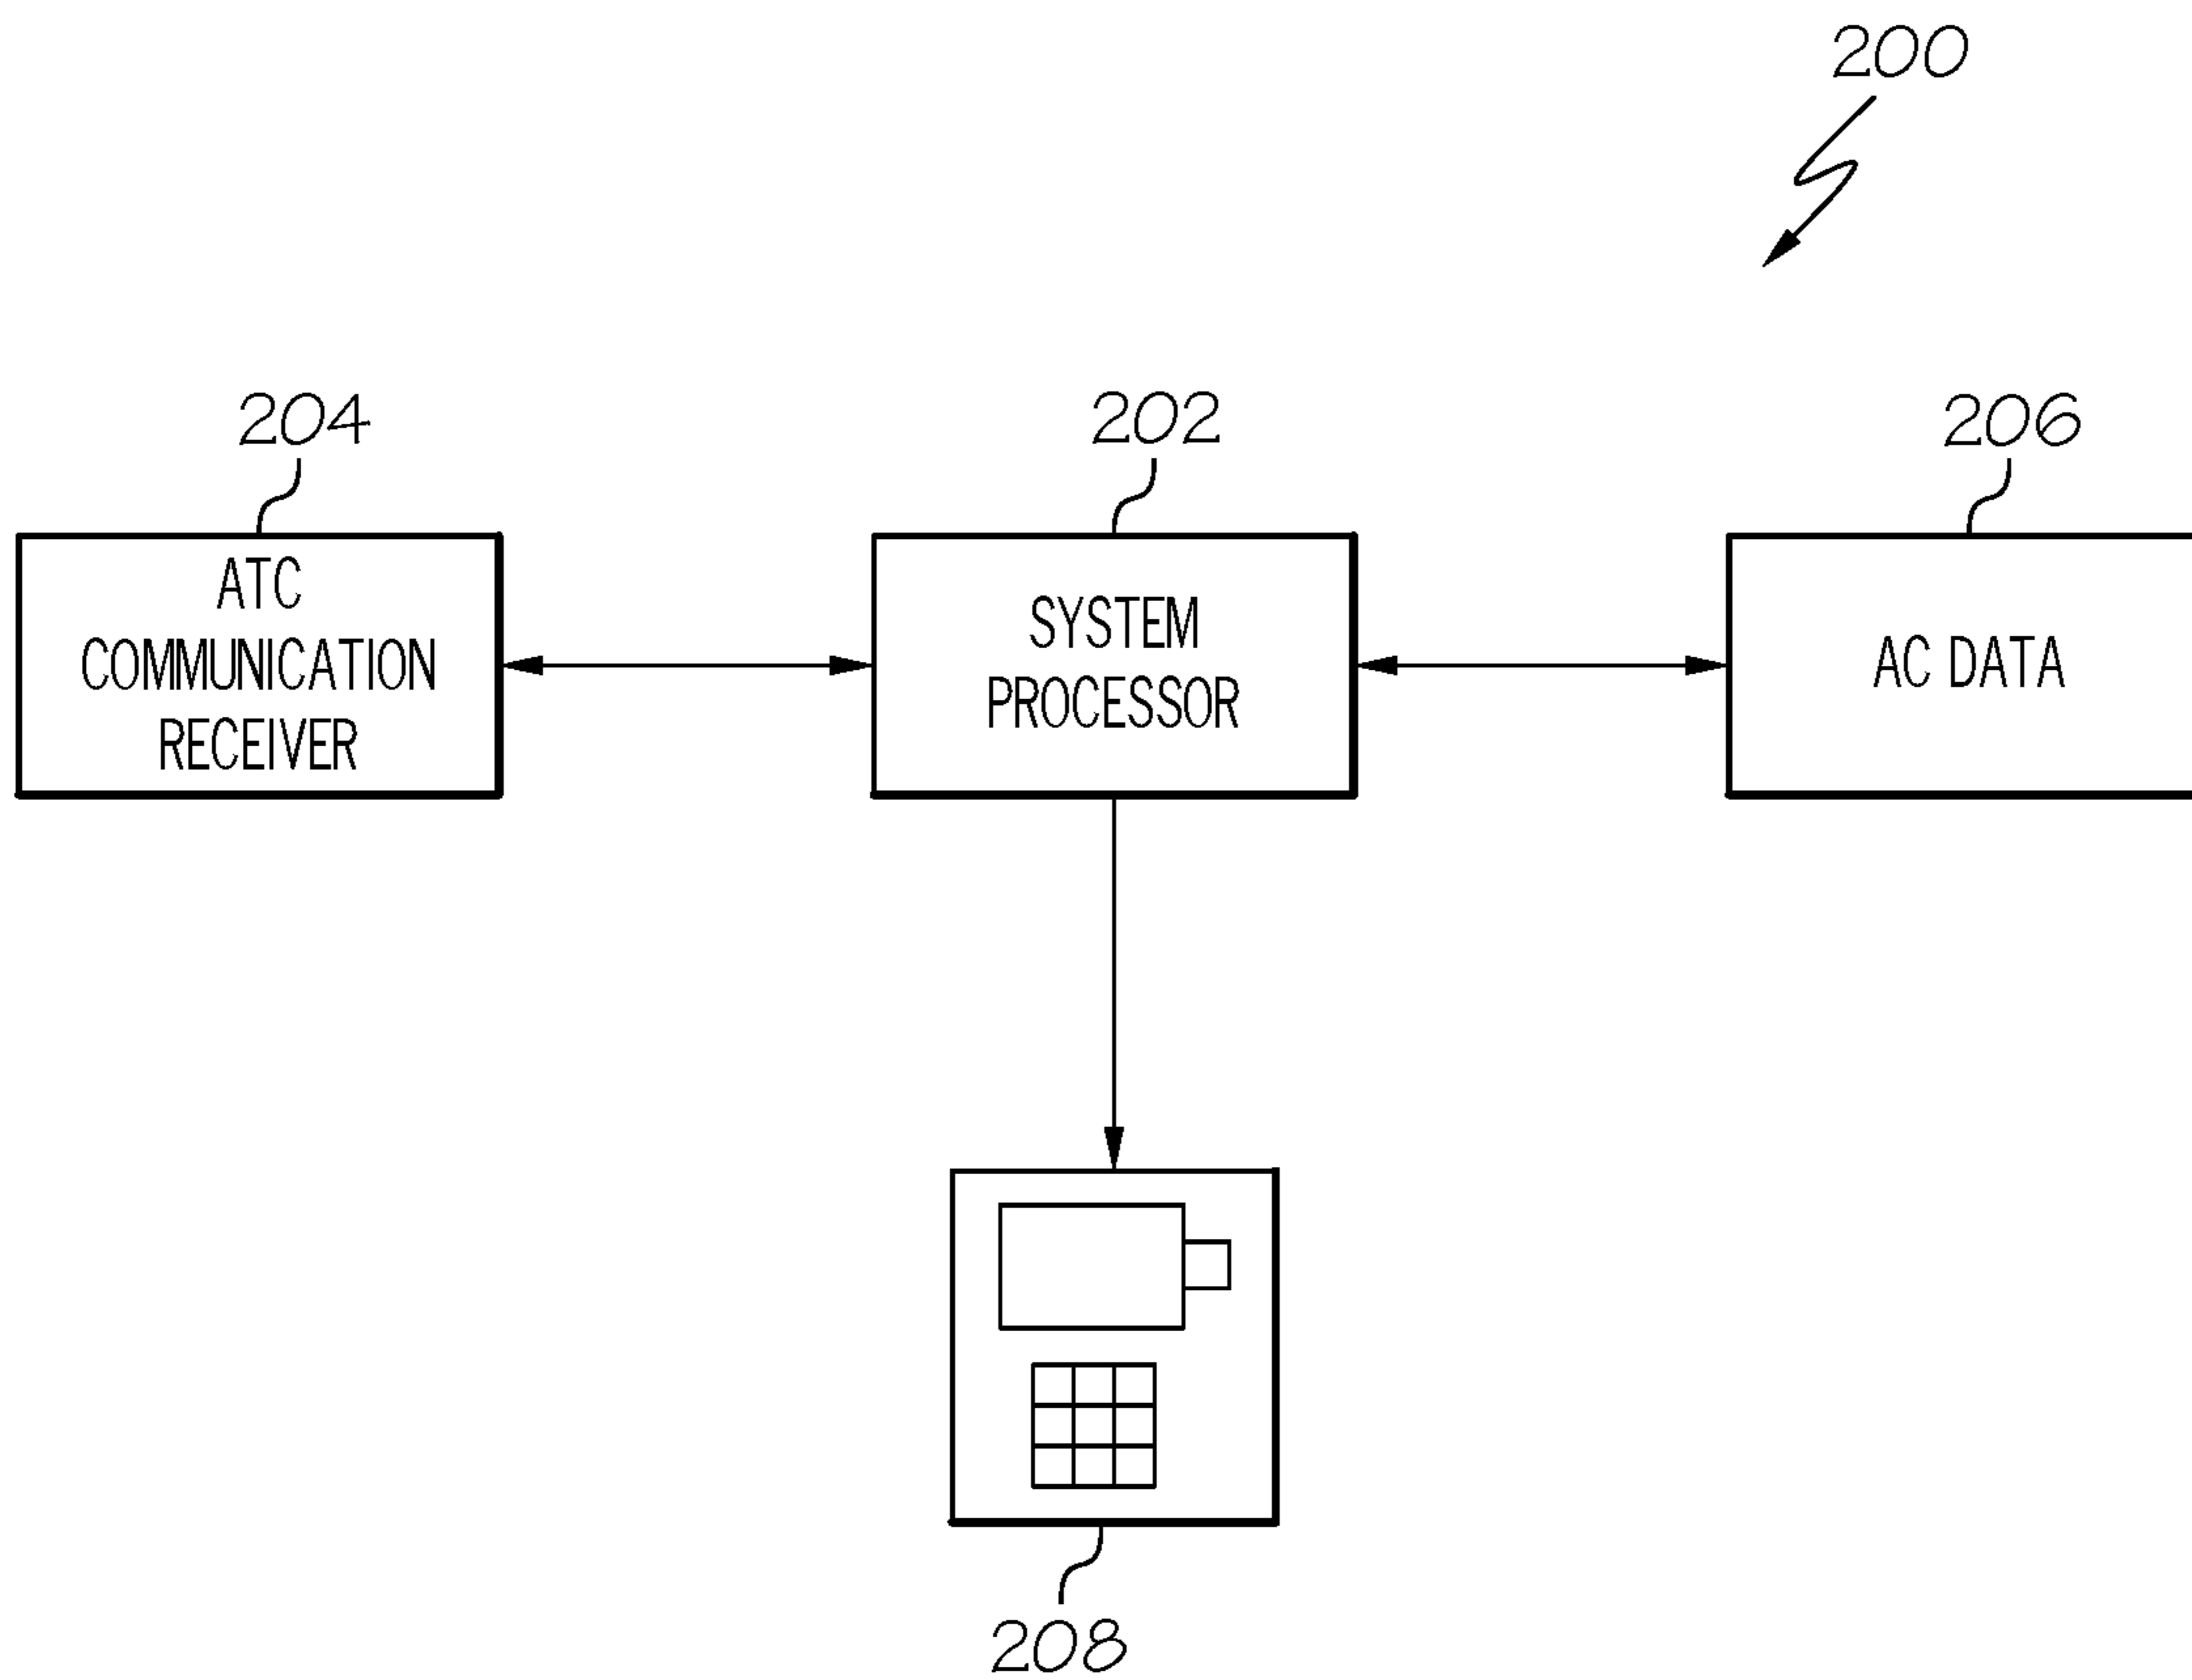 200
204
202
206
ATC
COMMUNICATION
RECEIVER
SYSTEM
PROCESSOR
AC DATA
208